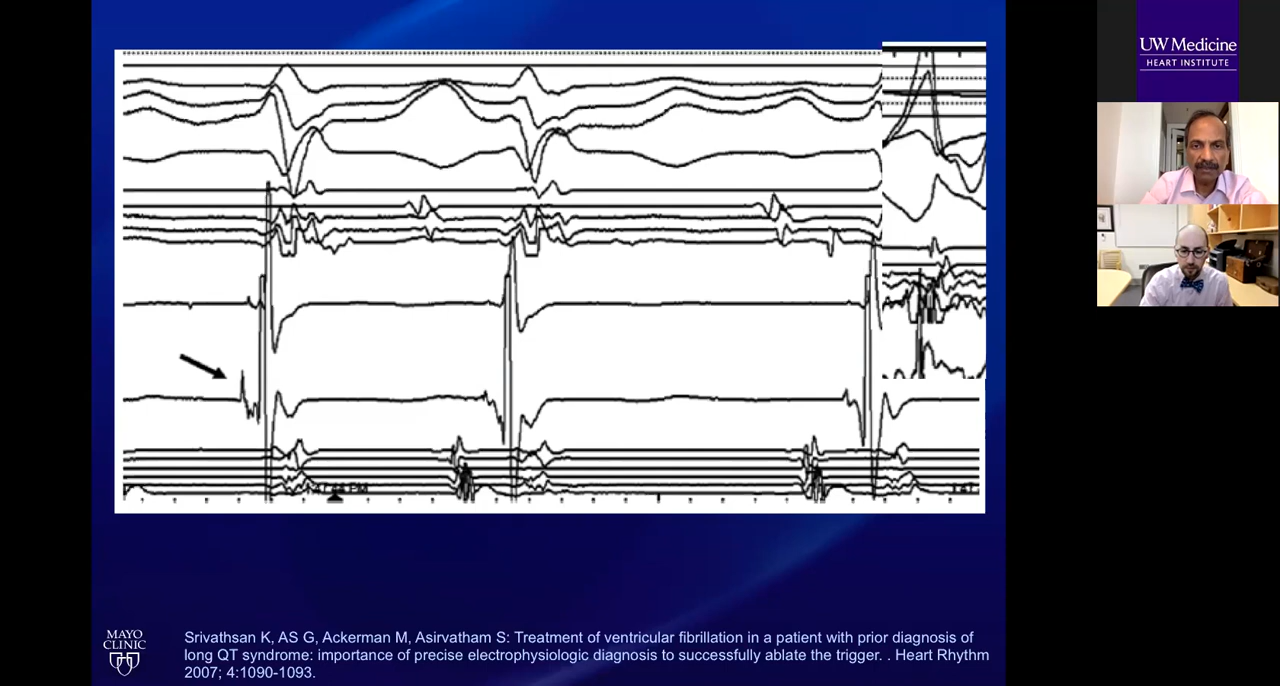 UW Medicine
HEART INSTITUTE
MAYO
CLINIC
Srivathsan K, AS G, Ackerman M, Asirvatham S: Treatment of ventricular fibrillation in a patient with prior diagnosis of
long QT syndrome: importance of precise electrophysiologic diagnosis to successfully ablate the trigger. . Heart Rhythm
2007; 4:1090-1093.